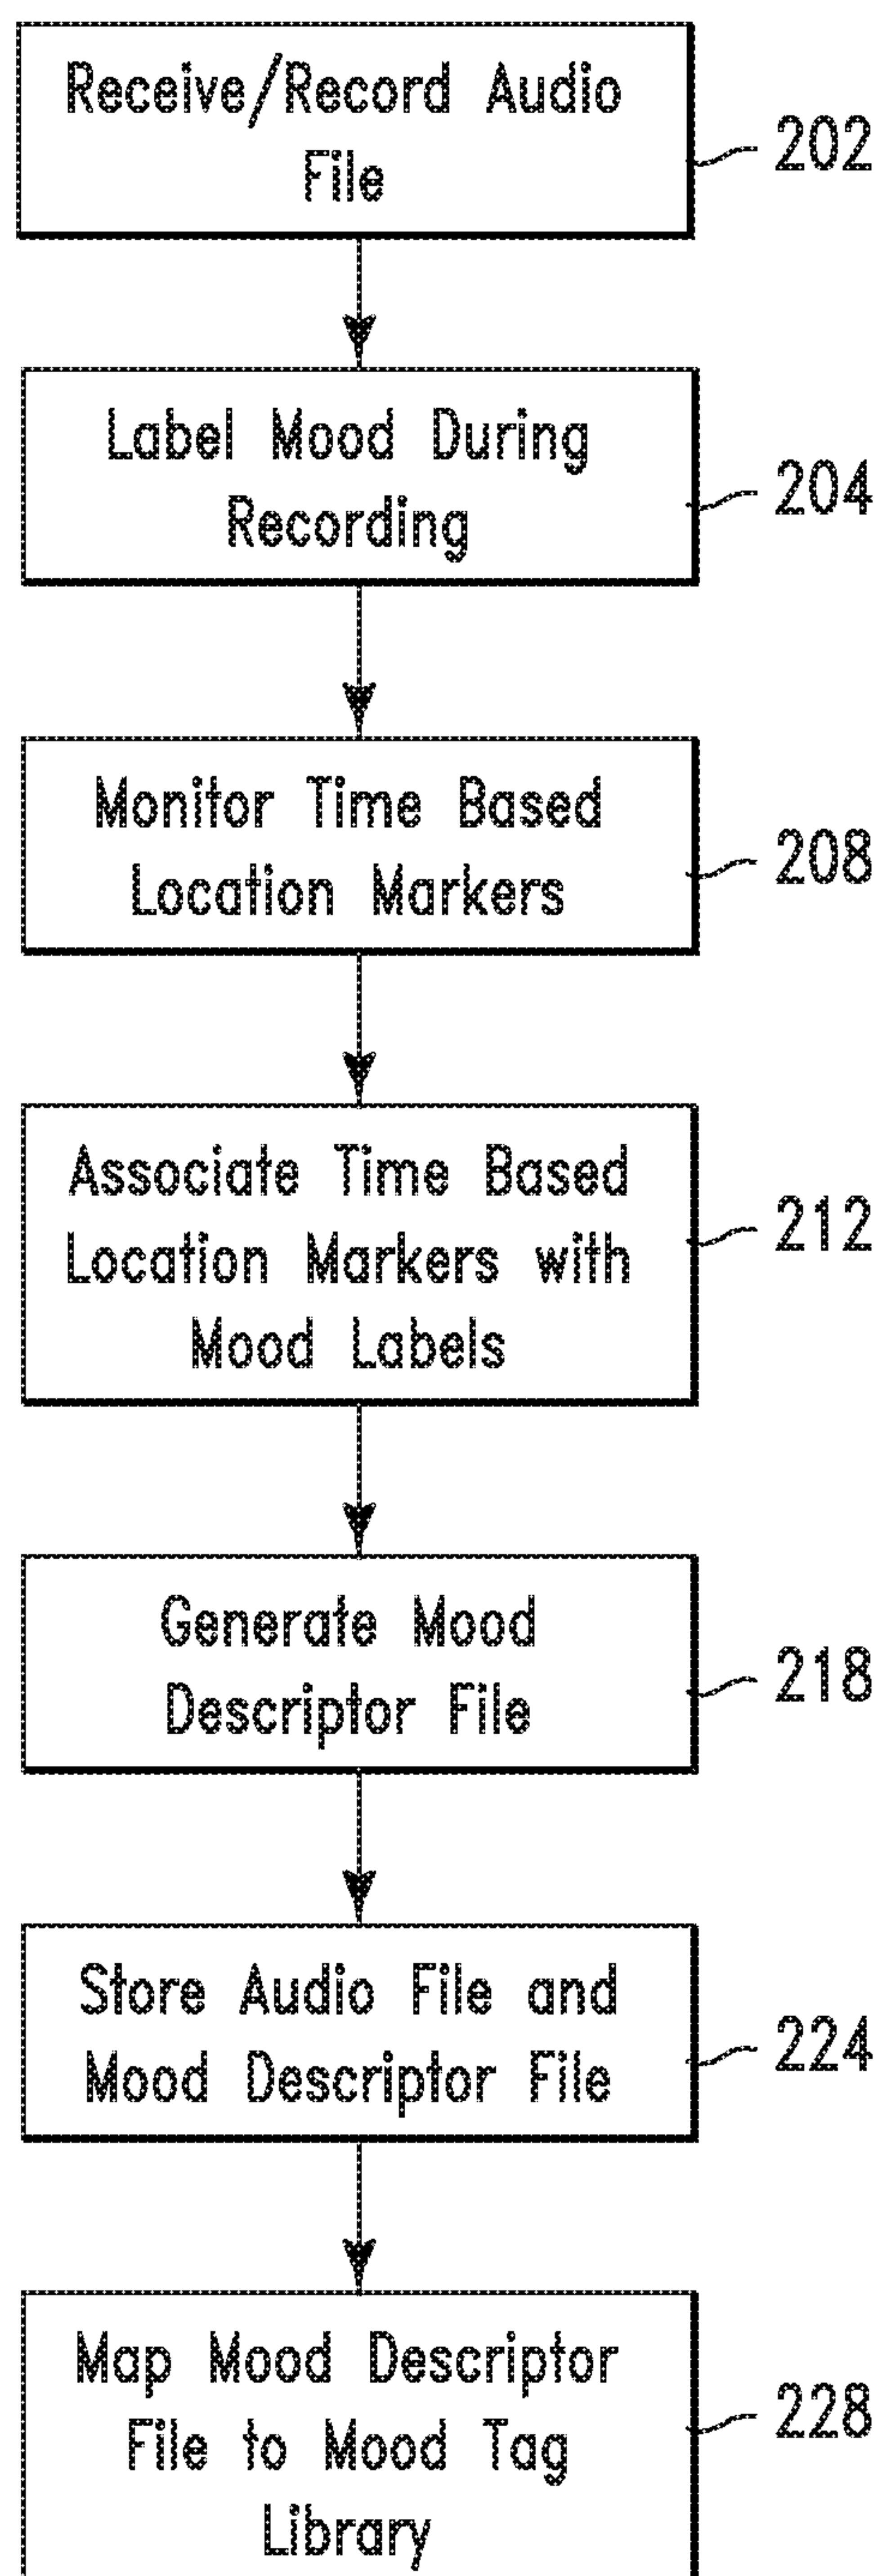 Receive/Record Audio
File
202
Label Mood During
Recording
204
Monitor Time Based
Location Markers
208
Associate Time Based
Location Markers with
Mood Labels
212
Generate Mood
Descriptor File
218
Store Audio File and
Mood Descriptor File
224
Map Mood Descriptor
File to Mood Tag
Library
228